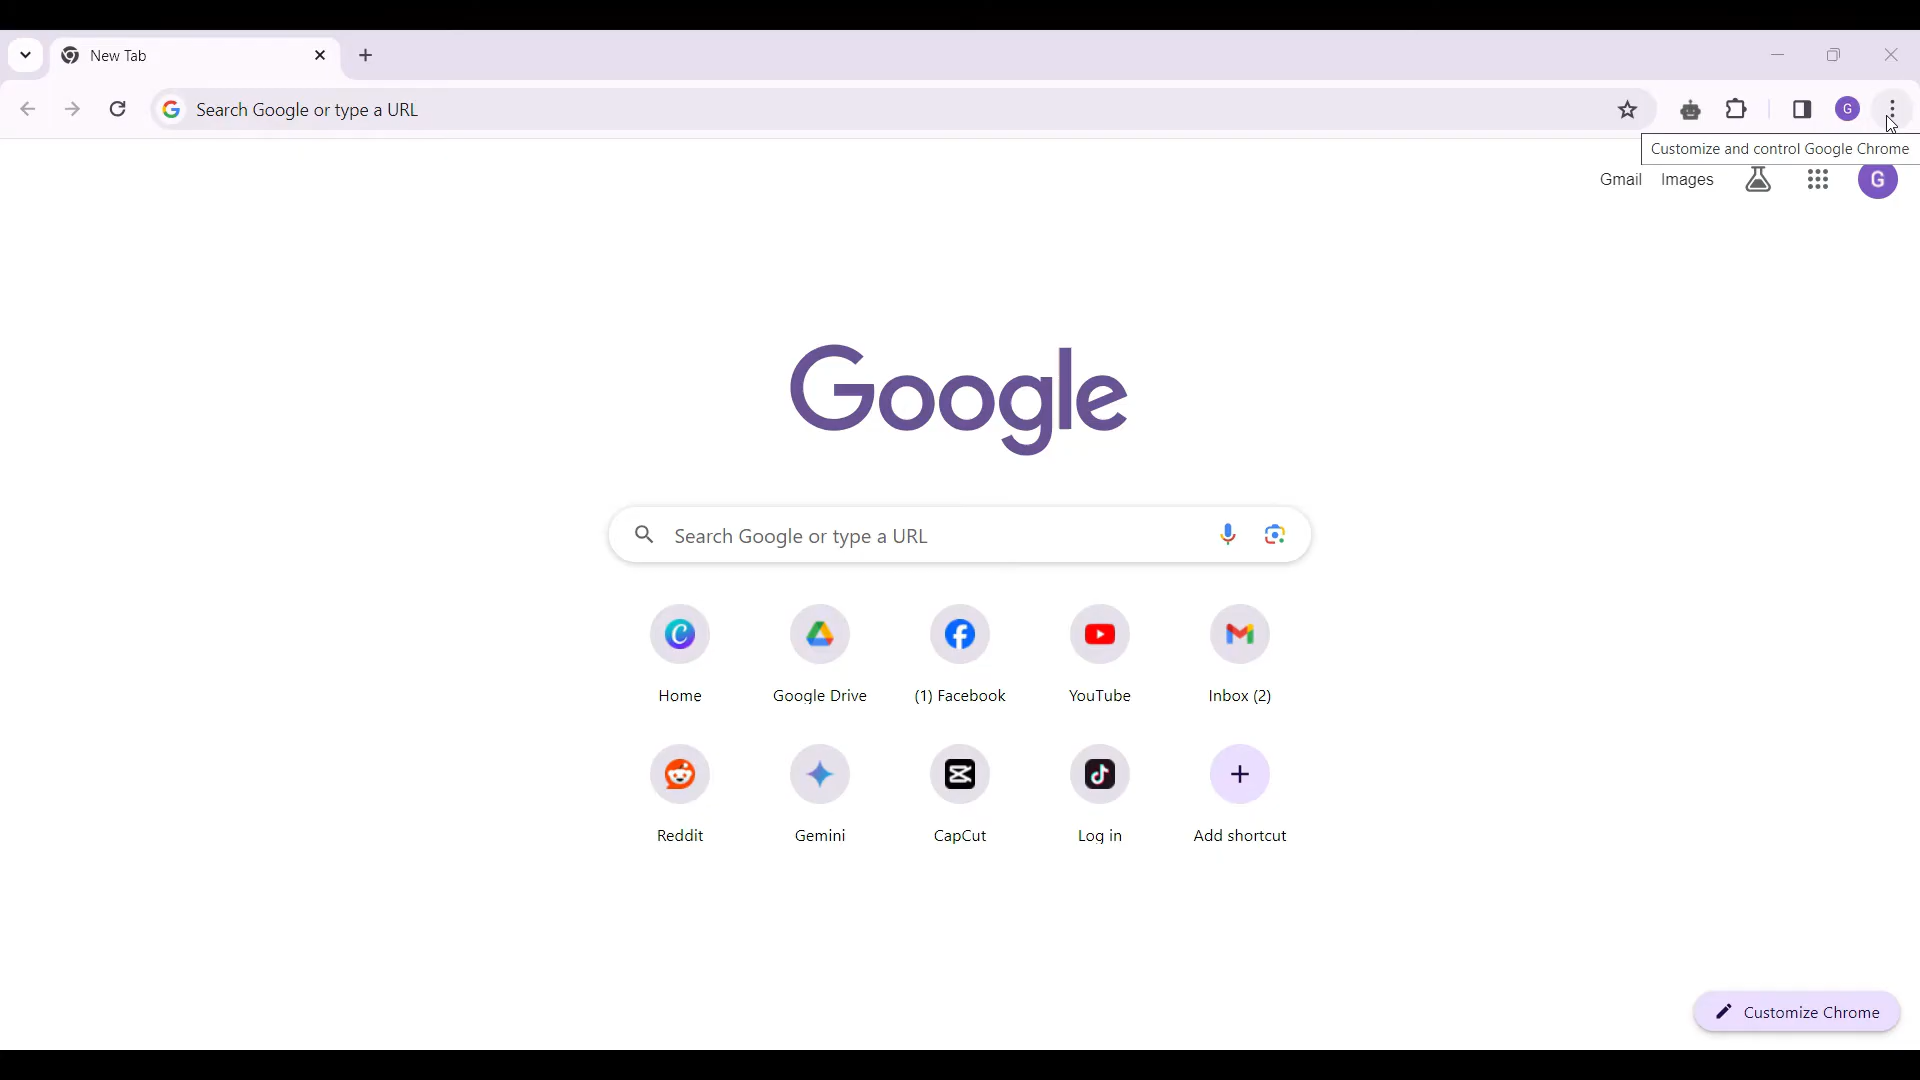 New Tab
Search Google or type a URL
G
Customize and control Google Chrome
Gmail Images
G
Google
Search Google or type a URL
Home Google Drive (1) Facebook YouTube Inbox (2)
Reddit Gemini CapCut Log in Add shortcut
Customize Chrome